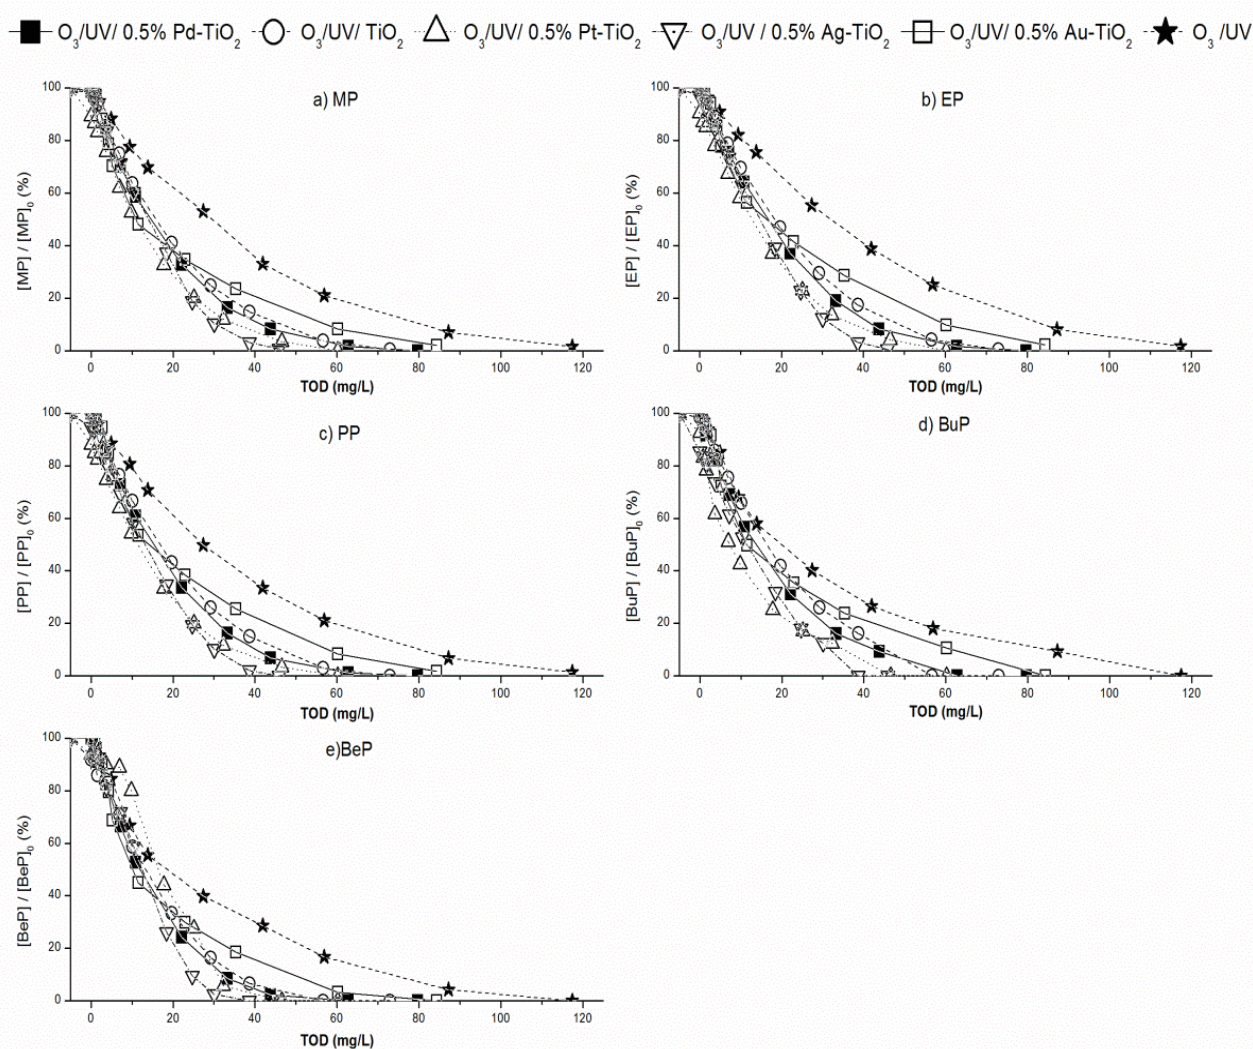 O3/UV/ 0.5% Pd-TiO2 O3/UV/ TiO2 O3/UV/ 0.5% Pt-TiO2 O3/UV / 0.5% Ag-TiO2 O3/UV/ 0.5% Au-TiO2 O3 /UV
a) MP
[MP] / [MP]0 (%)
100
80
60
40
20
0
0 20 40 60 80 100 120
TOD (mg/L)
b) EP
[EP] / [EP]0 (%)
100
80
60
40
20
0
0 20 40 60 80 100 120
TOD (mg/L)
c) PP
[PP] / [PP]0 (%)
100
80
60
40
20
0
0 20 40 60 80 100 120
TOD (mg/L)
d) BuP
[BuP] / [BuP]0 (%)
100
80
60
40
20
0
0 20 40 60 80 100 120
TOD (mg/L)
e)BeP
[BeP] / [BeP]0 (%)
100
80
60
40
20
0
0 20 40 60 80 100 120
TOD (mg/L)